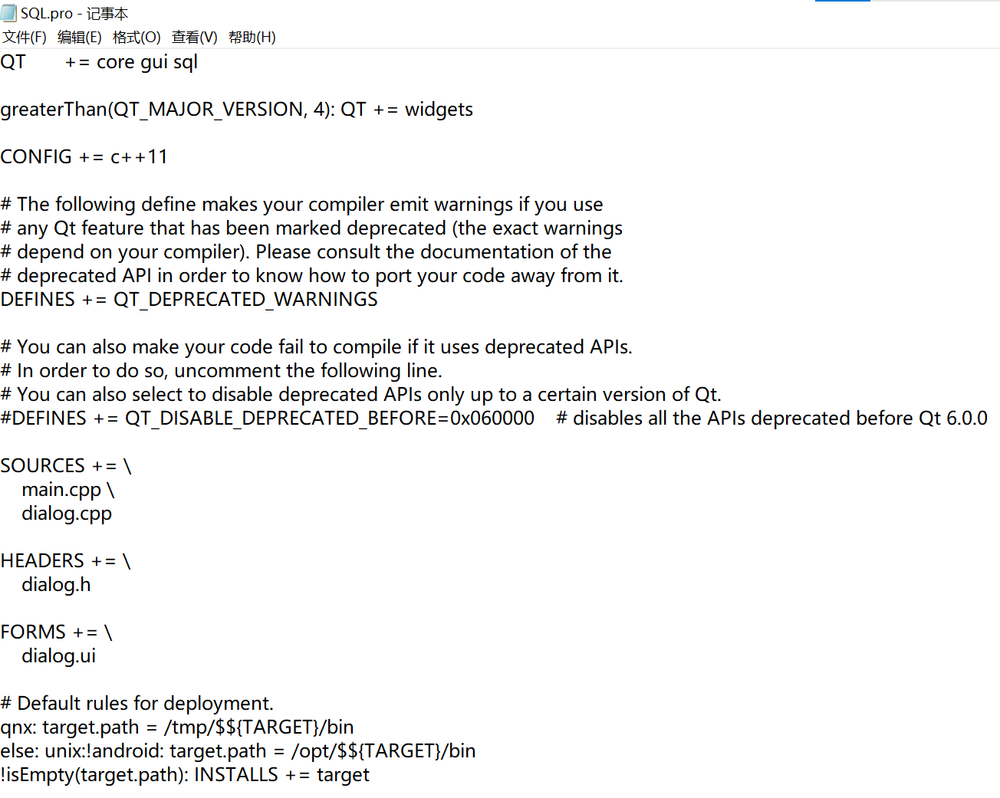 SQL.pro - 记事本
文件(F) 编辑(E) 格式(O) 查看(V) 帮助(H)
QT += core gui sql
greaterThan(QT_MAJOR_VERSION, 4): QT += widgets
CONFIG += c++11
# The following define makes your compiler emit warnings if you use
# any Qt feature that has been marked deprecated (the exact warnings
# depend on your compiler). Please consult the documentation of the
# deprecated API in order to know how to port your code away from it.
DEFINES += QT_DEPRECATED_WARNINGS
# You can also make your code fail to compile if it uses deprecated APIs.
# In order to do so, uncomment the following line.
# You can also select to disable deprecated APIs only up to a certain version of Qt.
#DEFINES += QT_DISABLE_DEPRECATED_BEFORE=0x060000    # disables all the APIs deprecated before Qt 6.0.0
SOURCES += \
    main.cpp \
    dialog.cpp
HEADERS += \
    dialog.h
FORMS += \
    dialog.ui
# Default rules for deployment.
qnx: target.path = /tmp/$${TARGET}/bin
else: unix:!android: target.path = /opt/$${TARGET}/bin
!isEmpty(target.path): INSTALLS += target